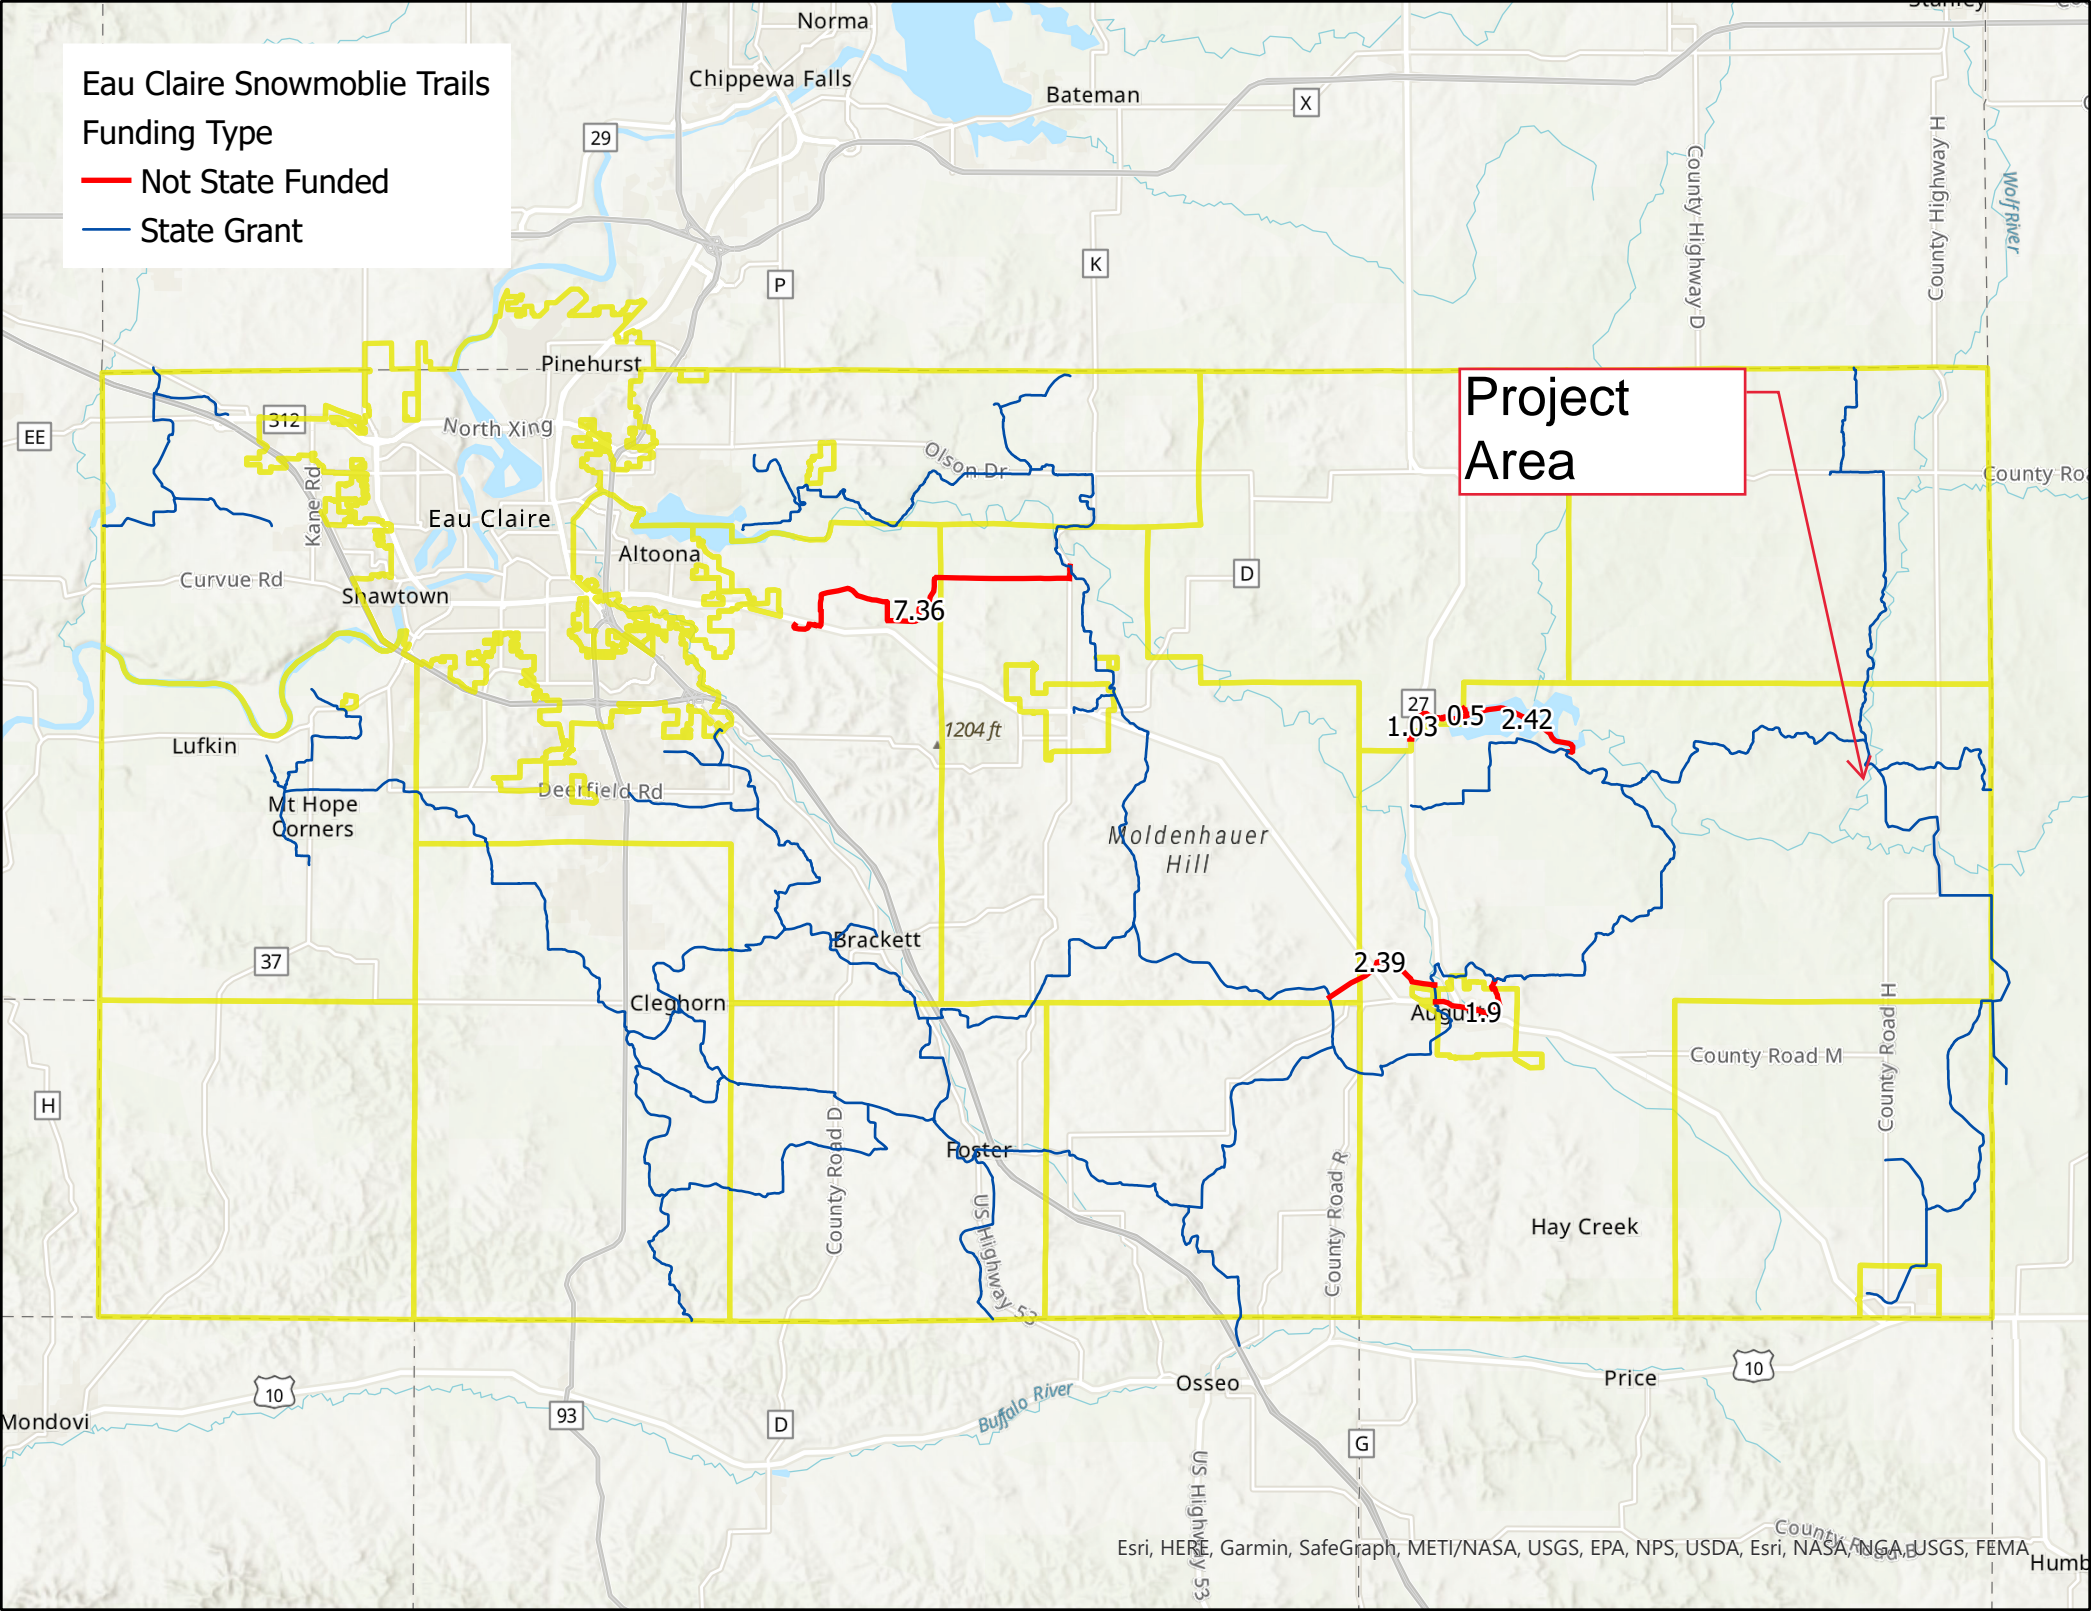 Stanley
Norma
Chippewa Falls
Bateman
X
29
Eau Claire Snowmoblie Trails
Funding Type
Not State Funded
State Grant
County Highway D
County Highway H
Wolf River
K
P
Pinehurst
Project
Area
312
North Xing
EE
Kane Rd
Olson Dr
County Roa
Eau Claire
Altoona
Curvue Rd
Shawtown
D
7.36
27
1.03
0.5
2.42
1204 ft
Lufkin
Mt Hope
Corners
Deerfield Rd
Moldenhauer
Hill
Brackett
37
2.39
Cleghorn
1.9
County Road M
County Road H
H
County Road D
Foster
County Road R
US Highway 53
Hay Creek
10
Osseo
Price
10
Buffalo River
Mondovi
93
D
G
US Highway 53
County Road B
Esri, HERE, Garmin, SafeGraph, METI/NASA, USGS, EPA, NPS, USDA, Esri, NASA, NGA, USGS, FEMA
Humb